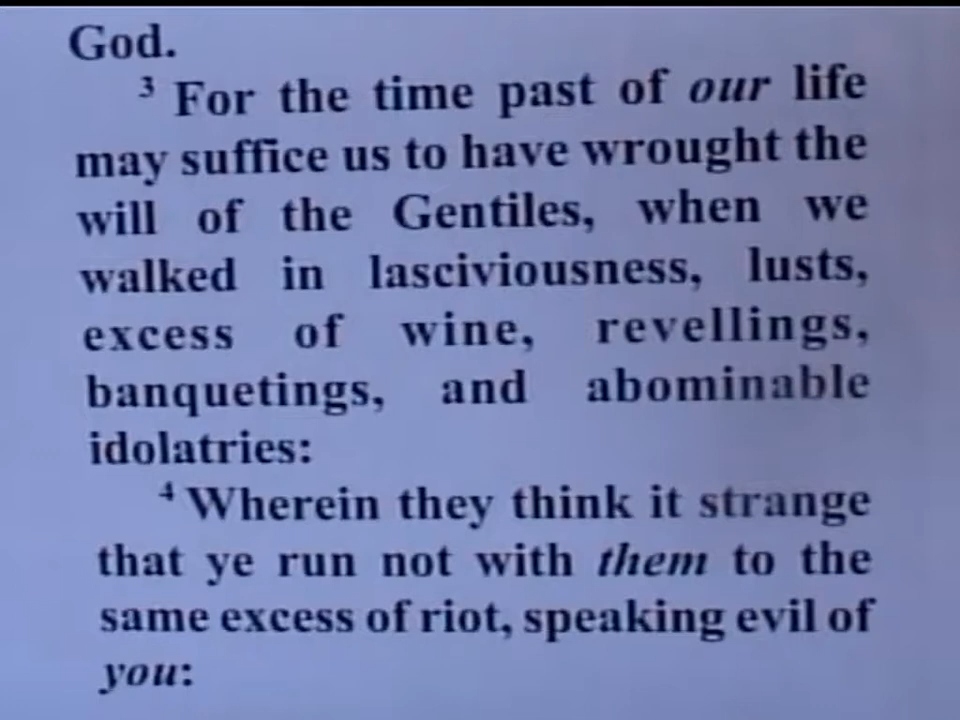 God.
3 For the time past of our life
may suffice us to have wrought the
will of the Gentiles, when we
walked in lasciviousness, lusts,
excess of wine, revellings,
banquetings, and abominable
idolatries:
4 Wherein they think it strange
that ye run not with them to the
same excess of riot, speaking evil of
you: